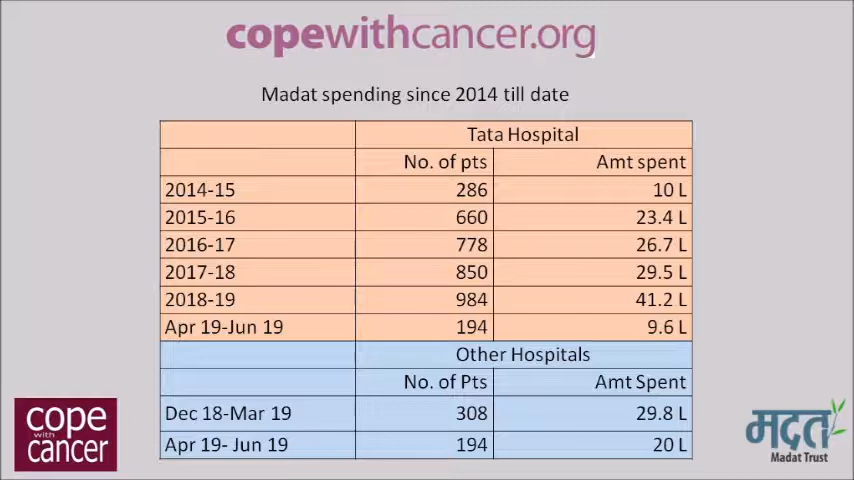 copewithcancer.org
Madat spending since 2014 till date
Tata Hospital
No. of pts Amt spent
2014-15 286 10 L
2015-16 660 23.4 L
2016-17 778 26.7 L
2017-18 850 29.5 L
2018-19 984 41.2 L
Apr 19-Jun 19 194 9.6 L
Other Hospitals
No. of Pts Amt Spent
Dec 18-Mar 19 308 29.8 L
Apr 19- Jun 19 194 20 L
cope
with
cancer
मदत
Madat Trust